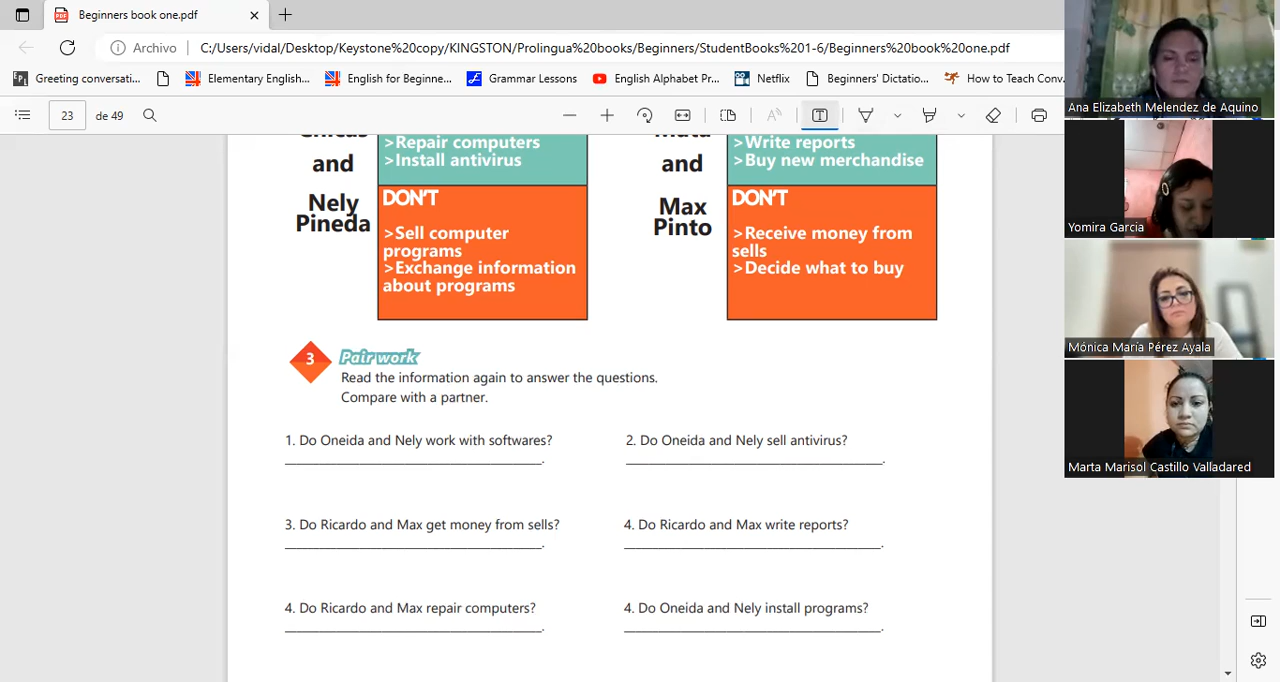 Beginners book one.pdf
Archivo C:/Users/vidal/Desktop/Keystone%20copy/KINGSTON/Prolingua%20books/Beginners/StudentBooks%201-6/Beginners%20book%20one.pdf
Greeting conversati... Elementary English... English for Beginne... Grammar Lessons English Alphabet Pr... Netflix Beginners' Dictatio... How to Teach Conv...
23 de 49
>Repair computers
>Install antivirus
and
Nely
Pineda
DON'T
>Sell computer
programs
>Exchange information
about programs
>Write reports
>Buy new merchandise
and
Max
Pinto
DON'T
>Receive money from
sells
>Decide what to buy
3 Pair work
Read the information again to answer the questions.
Compare with a partner.
1. Do Oneida and Nely work with softwares?
2. Do Oneida and Nely sell antivirus?
3. Do Ricardo and Max get money from sells?
4. Do Ricardo and Max write reports?
4. Do Ricardo and Max repair computers?
4. Do Oneida and Nely install programs?
Ana Elizabeth Melendez de Aquino
Yomira Garcia
Mónica María Pérez Ayala
Marta Marisol Castillo Valladared